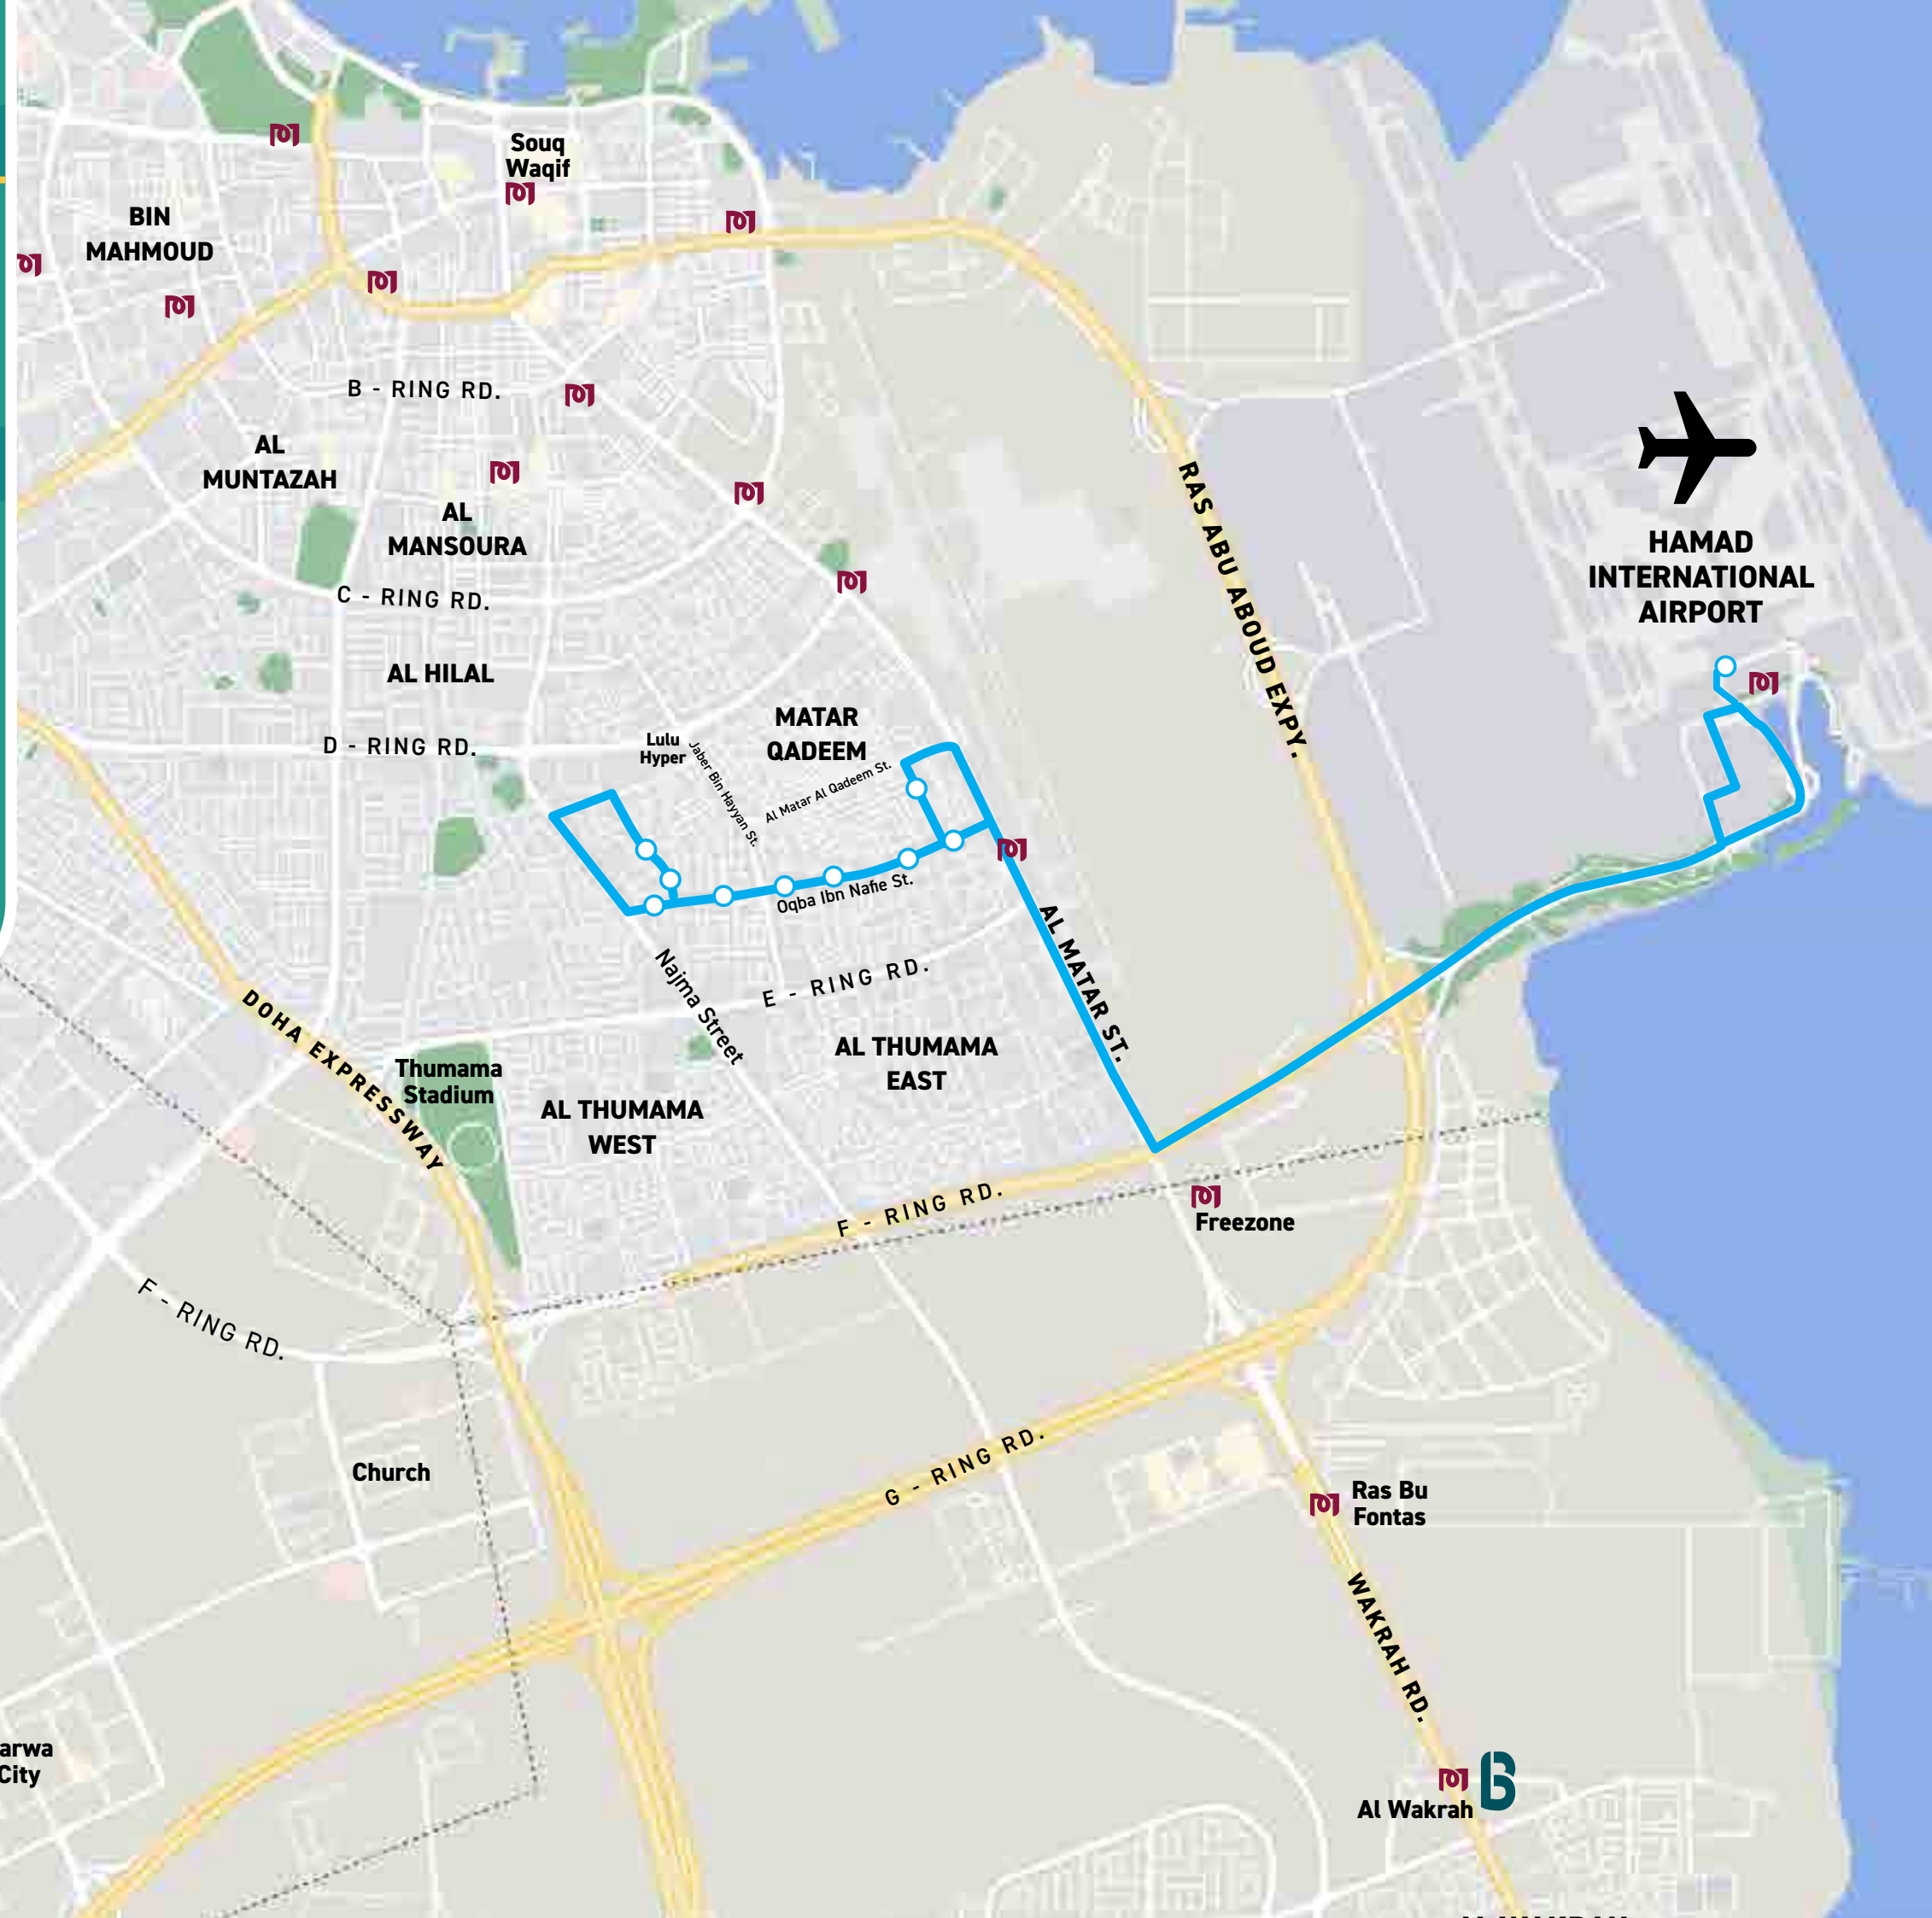 Souq
Waqif
BIN
MAHMOUD
B - RING RD.
AL
MUNTAZAH
AL
MANSOURA
RAS ABU ABOUD EXPY.
HAMAD
INTERNATIONAL
AIRPORT
C - RING RD.
AL HILAL
MATAR
QADEEM
D - RING RD.
Lulu
Hyper
Jaber Bin Hayyan St.
Al Matar Al Qadeem St.
Oqba Ibn Nafie St.
AL MATAR ST.
Najma Street
E - RING RD.
DOHA EXPRESSWAY
Thumama
Stadium
AL THUMAMA
EAST
AL THUMAMA
WEST
F - RING RD.
Freezone
F - RING RD.
G - RING RD.
Church
Ras Bu
Fontas
WAKRAH RD.
arwa
City
B
Al Wakrah